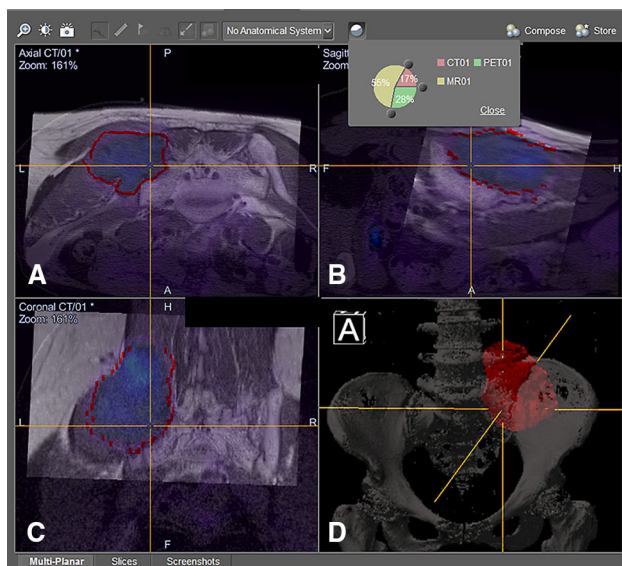 No Anatomical System
Compose
Store
Axial CT/01 *
Zoom: 161%
P
L
R
A
A
Sagitt
Zoom:
55%
17%
28%
CT01
PET01
MR01
Close
F
H
B
A
Coronal CT/01 *
Zoom: 161%
H
L
R
C
F
A
D
Multi-Planar
Slices
Screenshots